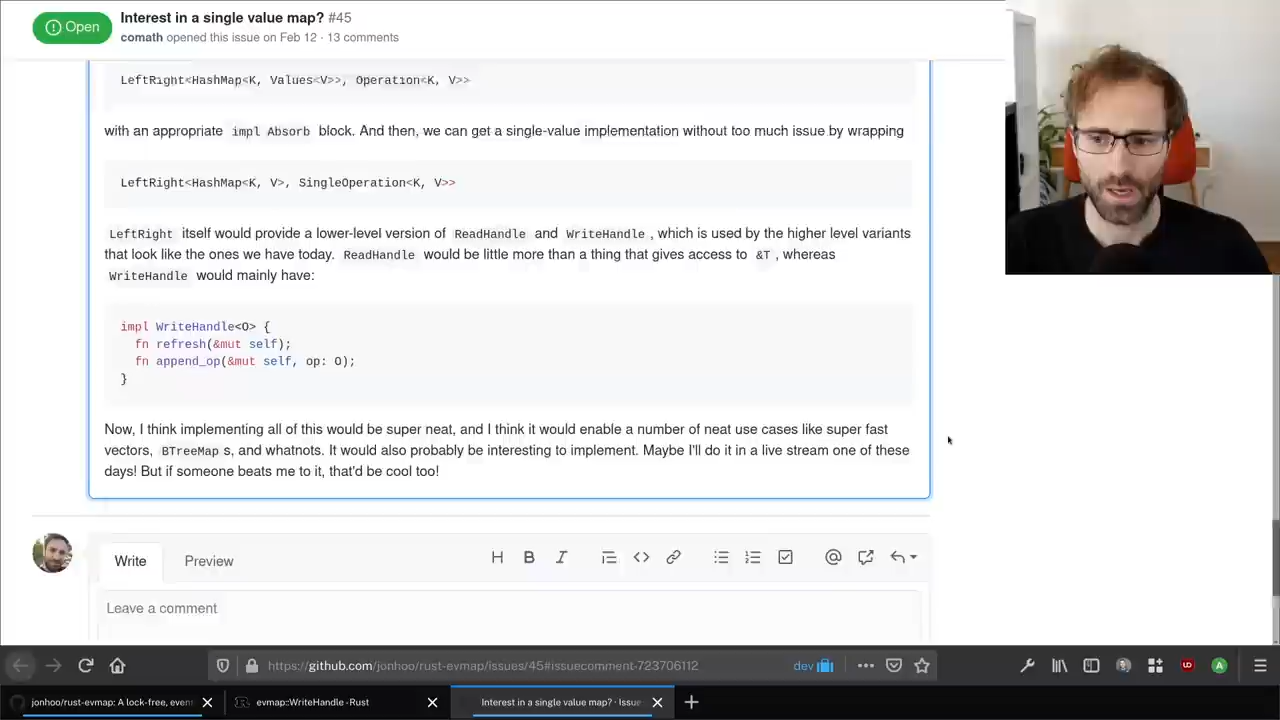 Open
Interest in a single value map? #45
comath opened this issue on Feb 12 · 13 comments
LeftRight<HashMap<K, Values<V>>, Operation<K, V>>
with an appropriate impl Absorb block. And then, we can get a single-value implementation without too much issue by wrapping
LeftRight<HashMap<K, V>, SingleOperation<K, V>>
LeftRight itself would provide a lower-level version of ReadHandle and WriteHandle , which is used by the higher level variants
that look like the ones we have today. ReadHandle would be little more than a thing that gives access to &T , whereas
WriteHandle would mainly have:
impl WriteHandle<O> {
fn refresh(&mut self);
fn append_op(&mut self, op: O);
}
Now, I think implementing all of this would be super neat, and I think it would enable a number of neat use cases like super fast
vectors, BTreeMap s, and whatnots. It would also probably be interesting to implement. Maybe I'll do it in a live stream one of these
days! But if someone beats me to it, that'd be cool too!
Write Preview H B I @
Leave a comment
https://github.com/jonhoo/rust-evmap/issues/45#issuecomment-723706112 dev
jonhoo/rust-evmap: A lock-free, even evmap::WriteHandle - Rust Interest in a single value map? · Issue